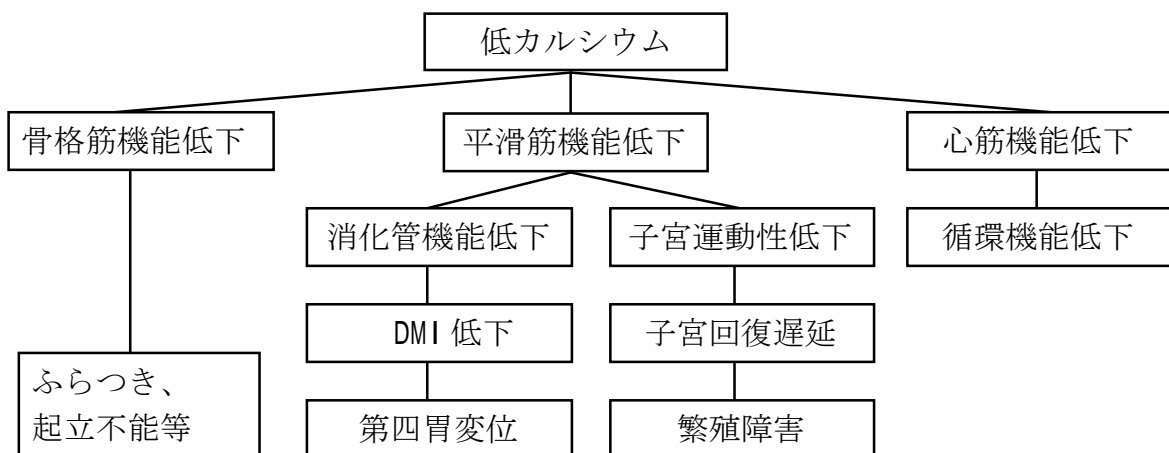 低カルシウム
骨格筋機能低下
平滑筋機能低下
心筋機能低下
消化管機能低下
子宮運動性低下
循環機能低下
DMI低下
子宮回復遅延
ふらつき、
起立不能等
第四胃変位
繁殖障害